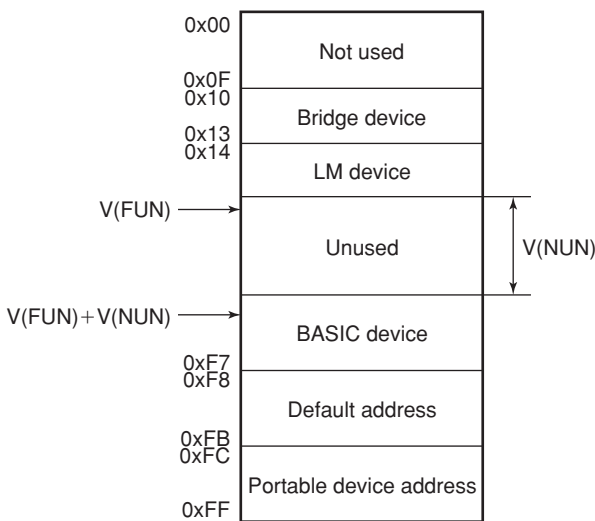 0x00
Not used
0x0F
0x10
Bridge device
0x13
0x14
LM device
V(FUN)
Unused
V(NUN)
V(FUN)+V(NUN)
BASIC device
0xF7
0xF8
Default address
0xFB
0xFC
Portable device address
0xFF